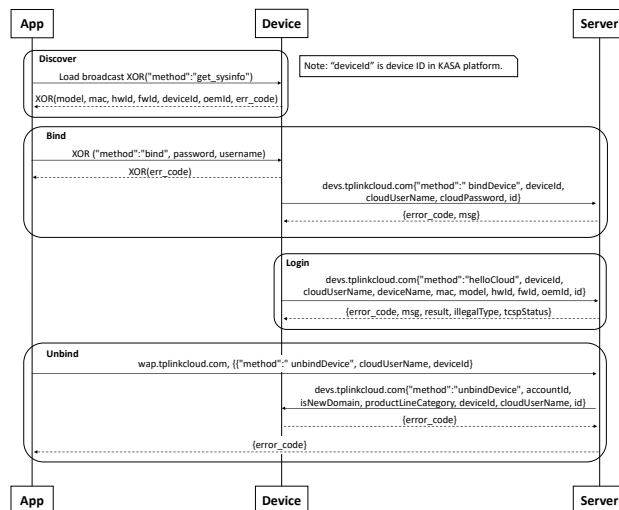 App
Device
Server
Discover
Load broadcast XOR("method":"get_sysinfo")
Note: "deviceId" is device ID in KASA platform.
XOR(model, mac, hwId, fwId, deviceId, oemId, err_code)
Bind
XOR ("method":"bind", password, username)
XOR(err_code)
devs.tplinkcloud.com{"method":" bindDevice", deviceId,
cloudUserName, cloudPassword, id}
{error_code, msg}
Login
devs.tplinkcloud.com{"method":"helloCloud", deviceId,
cloudUserName, deviceName, mac, model, hwId, fwId, oemId, id}
{error_code, msg, result, illegalType, tcspStatus}
Unbind
wap.tplinkcloud.com, {{"method":" unbindDevice", cloudUserName, deviceId}
devs.tplinkcloud.com{"method":"unbindDevice", accountId,
isNewDomain, productLineCategory, deviceId, cloudUserName, id}
{error_code}
{error_code}
App
Device
Server